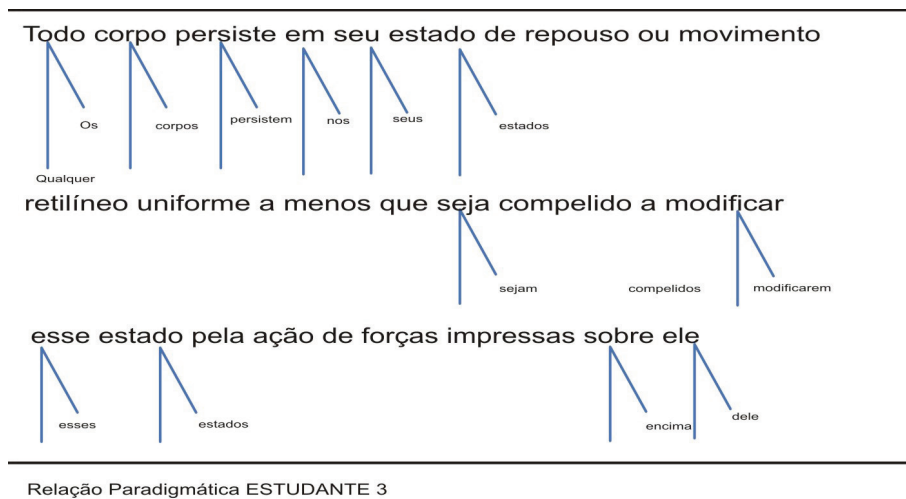 Todo corpo persiste em seu estado de repouso ou movimento
Os corpos persistem nos seus estados
Qualquer
retilíneo uniforme a menos que seja compelido a modificar
sejam compelidos modificarem
esse estado pela ação de forças impressas sobre ele
esses estados encima dele
Relação Paradigmática ESTUDANTE 3